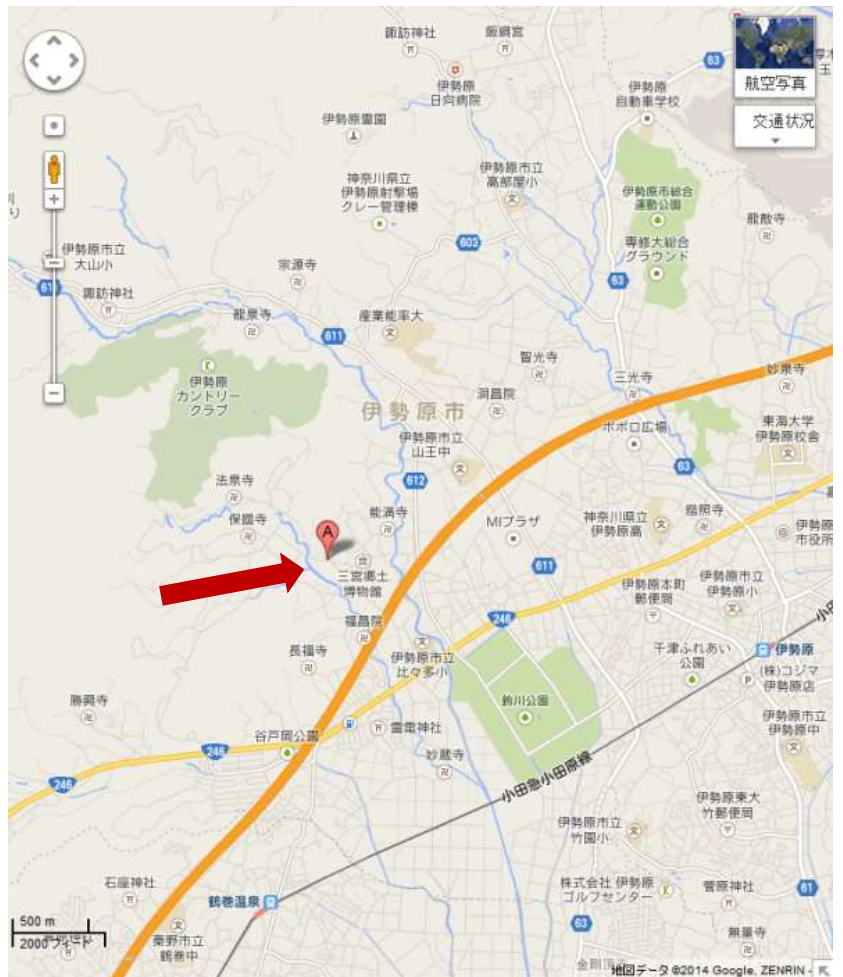 諏訪神社
飯綱宮
63
伊勢原
日向病院
伊勢原
自動車学校
航空写真
交通状況
伊勢原霊園
神奈川県立
伊勢原射撃場
クレー管理棟
伊勢原市立
高部屋小
伊勢原市総合
運動公園
龍散寺
603
専修大総合
グラウンド
63
伊勢原市立
大山小
宗源寺
61
諏訪神社
龍泉寺
611
産業能率大
智光寺
三光寺
妙泉寺
伊勢原
カントリー
クラブ
洞昌院
伊勢原市
ポポロ広場
東海大学
伊勢原校舎
伊勢原市立
山王中
63
612
法泉寺
保國寺
能満寺
MIプラザ
神奈川県立
伊勢原高
鎧照寺
伊勢原
市役所
A
三宮郷土
博物館
611
伊勢原本町
郵便局
伊勢原市立
伊勢原小
福昌院
246
長福寺
伊勢原市立
比々多小
千津ふれあい
公園
伊勢原
(株)コジマ
伊勢原店
勝興寺
鈴川公園
伊勢原市立
伊勢原中
谷戸岡公園
雷電神社
246
妙蔵寺
246
小田急小田原線
伊勢原東大
竹郵便局
伊勢原市立
竹園小
石座神社
鶴巻温泉
株式会社 伊勢原
ゴルフセンター
菅原神社
61
500 m
2000 フィート
秦野市立
鶴巻中
63
無量寺
金剛頂寺
地図データ ©2014 Google, ZENRIN -